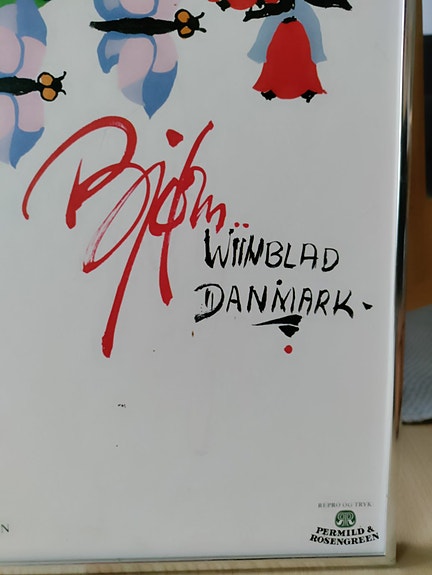 Bjørn
WIINBLAD
DANMARK.
N
REPRO OG TRYK
PERMILD &
ROSENGREEN